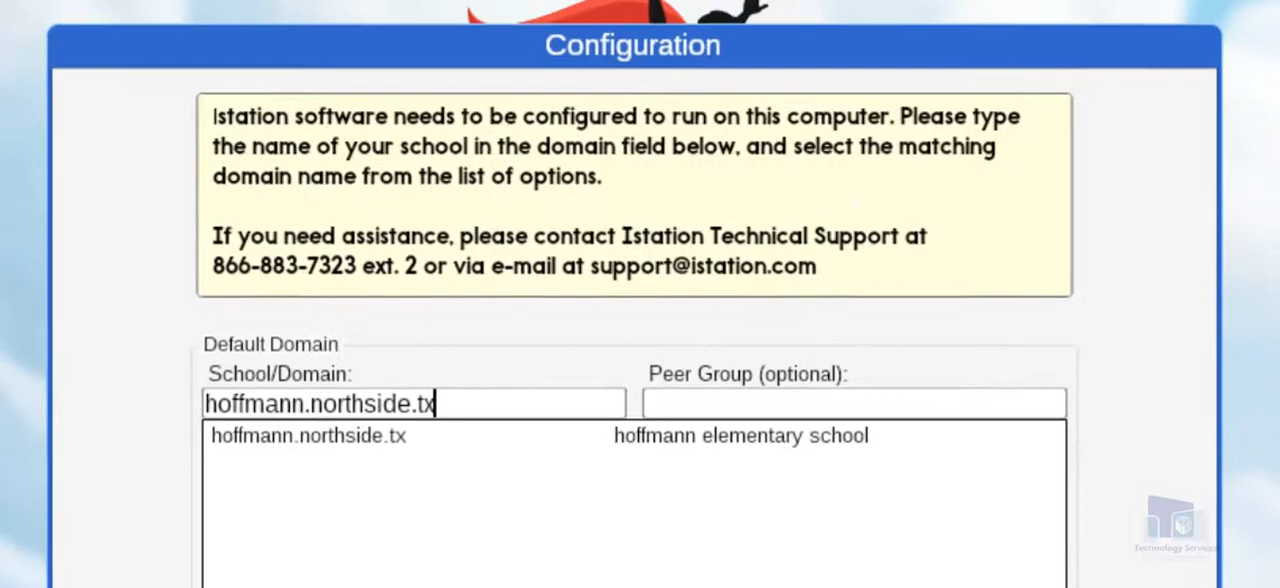 Configuration
Istation software needs to be configured to run on this computer. Please type
the name of your school in the domain field below, and select the matching
domain name from the list of options.
If you need assistance, please contact Istation Technical Support at
866-883-7323 ext. 2 or via e-mail at support@istation.com
Default Domain
School/Domain: Peer Group (optional):
hoffmann.northside.tx
hoffmann.northside.tx hoffmann elementary school
Technology Services